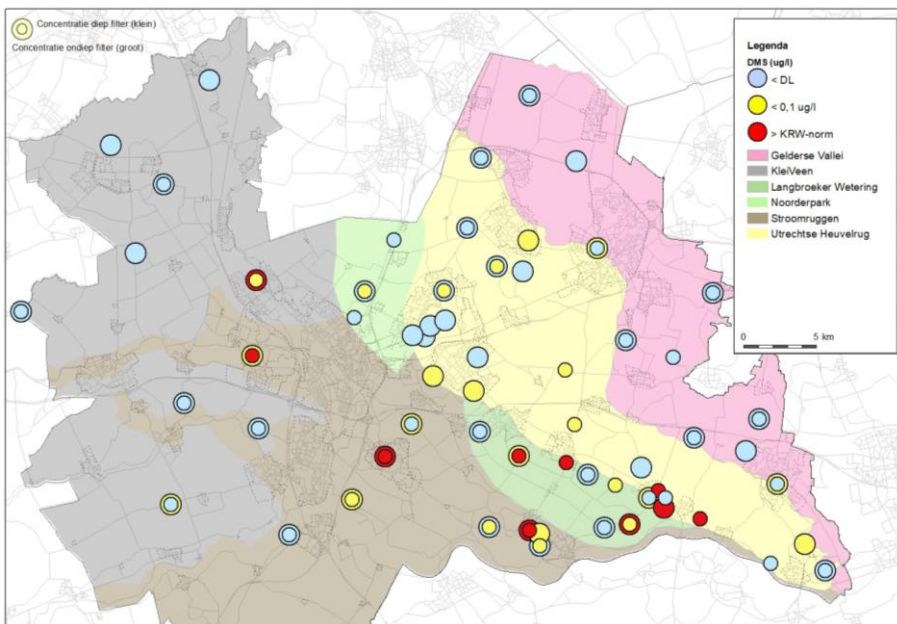 Concentratie diep filter (klein)
Concentratie ondiep filter (groot)
Legenda
DMS (ug/l)
< DL
< 0,1 ug/l
> KRW-norm
Gelderse Vallei
KleiVeen
Langbroeker Wetering
Noorderpark
Stroomruggen
Utrechtse Heuvelrug
0 5 km